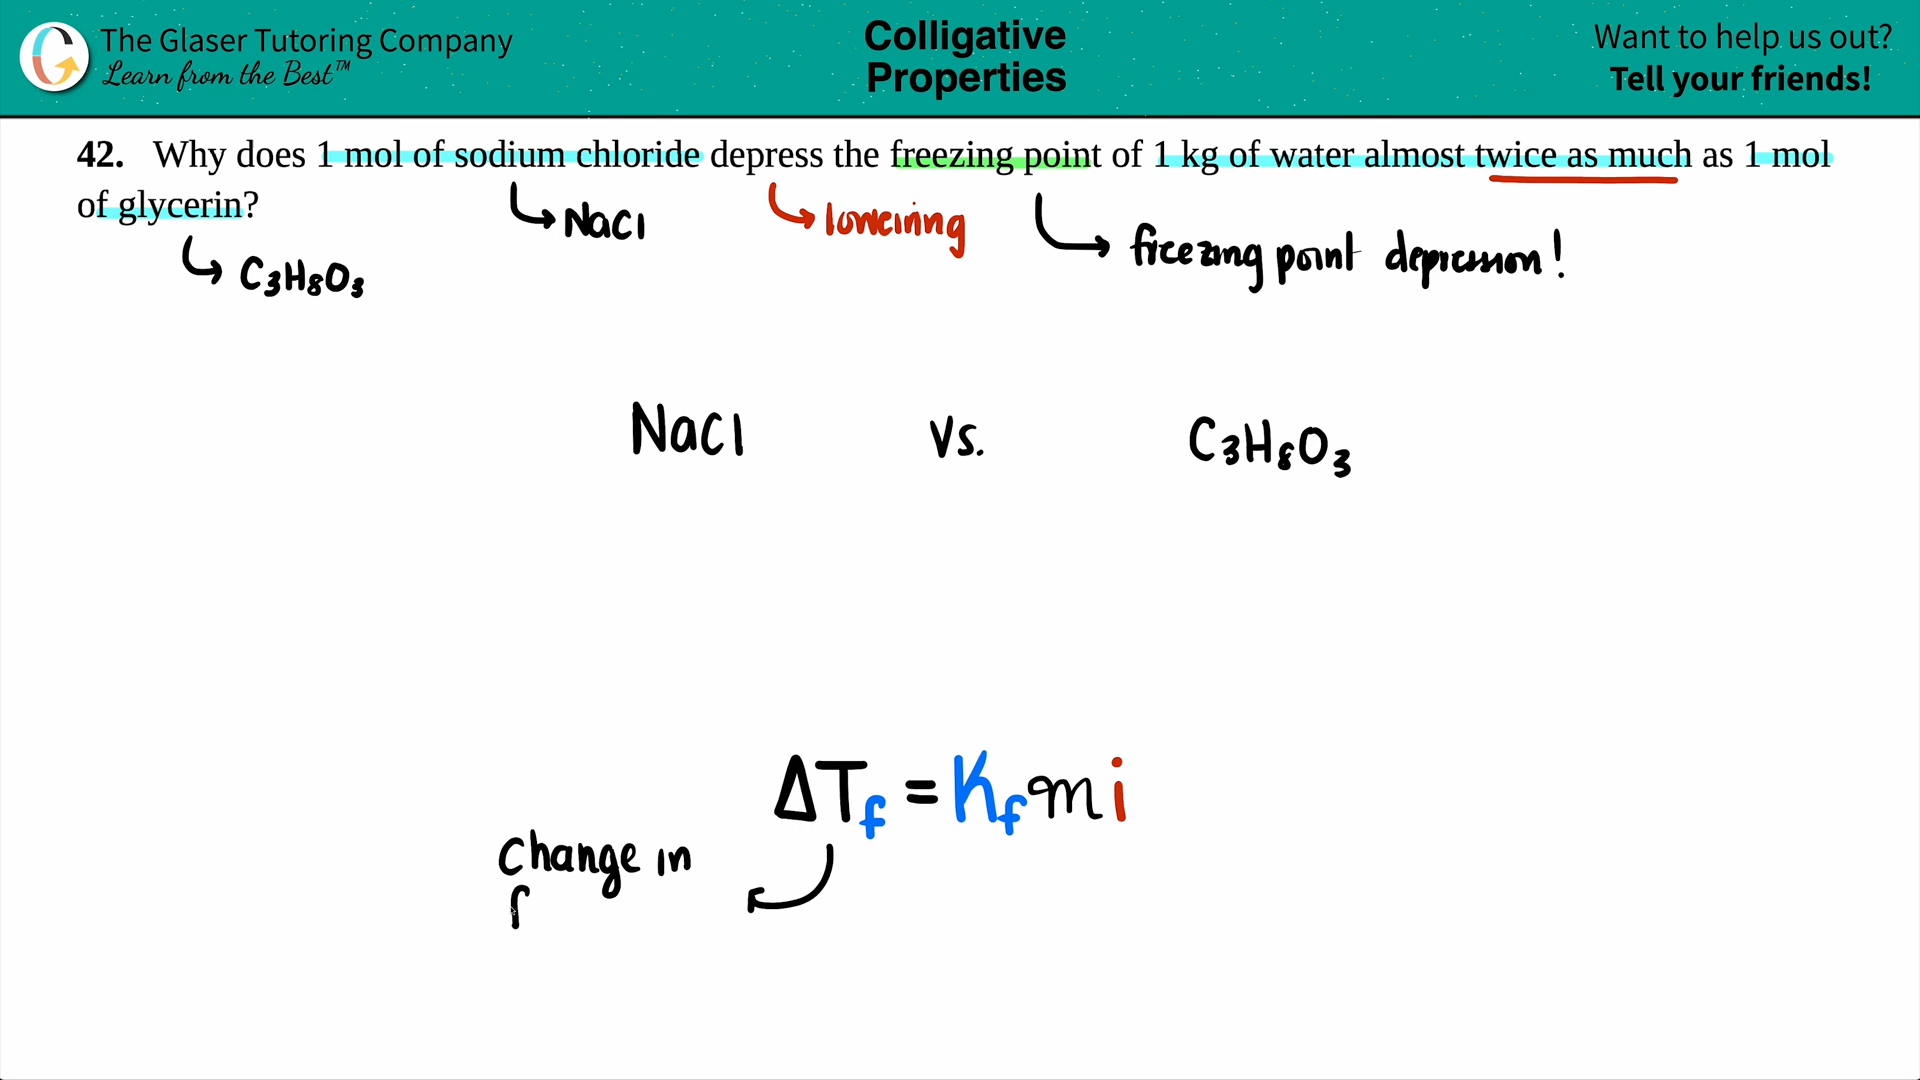 The Glaser Tutoring Company
Learn from the Best™
Colligative
Properties
Want to help us out?
Tell your friends!
42. Why does 1 mol of sodium chloride depress the freezing point of 1 kg of water almost twice as much as 1 mol
of glycerin?
NaCl
lowering
freezing point depression!
C₃H₈O₃
NaCl vs. C₃H₈O₃
ΔTf = Kf m i
Change in
f